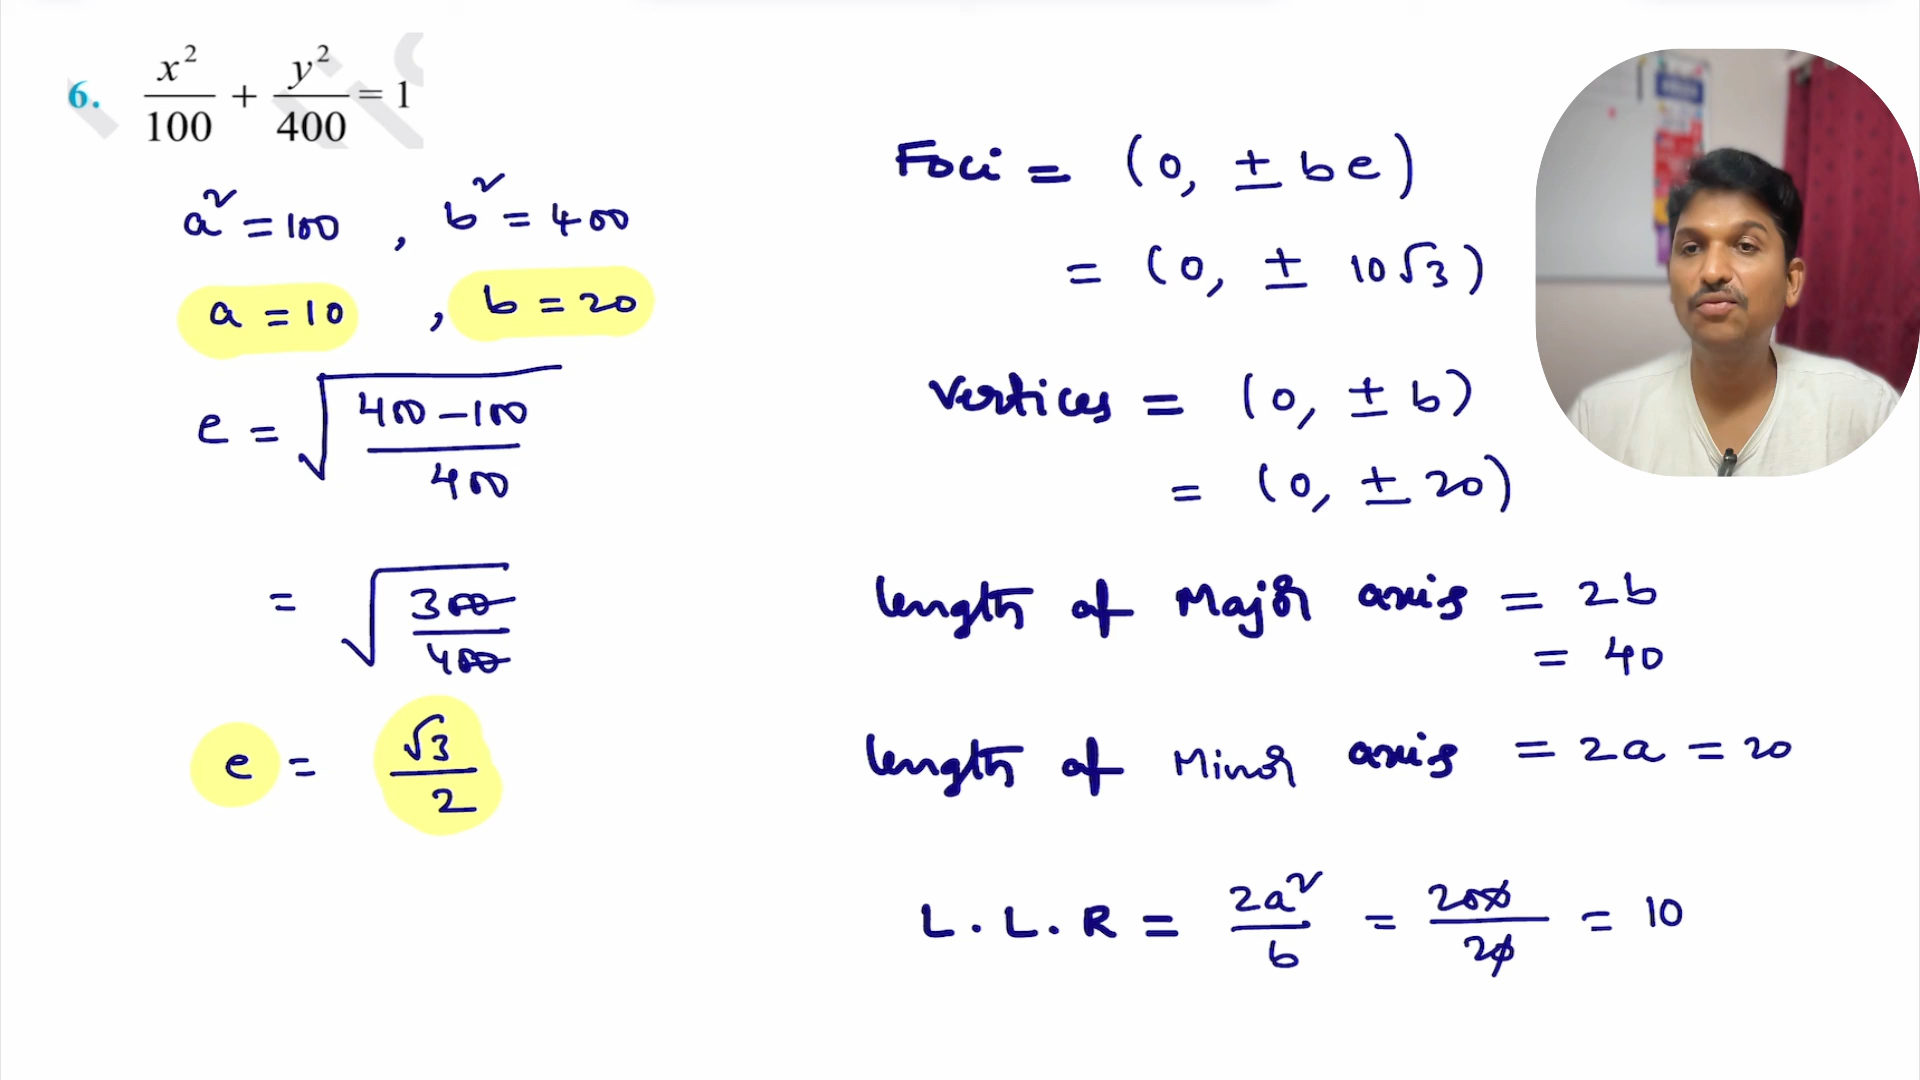 6. x²/100 + y²/400 = 1
a² = 100 , b² = 400
a = 10 , b = 20
e = √((400 – 100)/400)
= √(300/400)
e = √3/2
Foci = (0, ± be)
= (0, ± 10√3)
Vertices = (0, ± b)
= (0, ± 20)
length of Major axis = 2b
= 40
length of Minor axis = 2a = 20
L.L.R = 2a²/b = 200/20 = 10